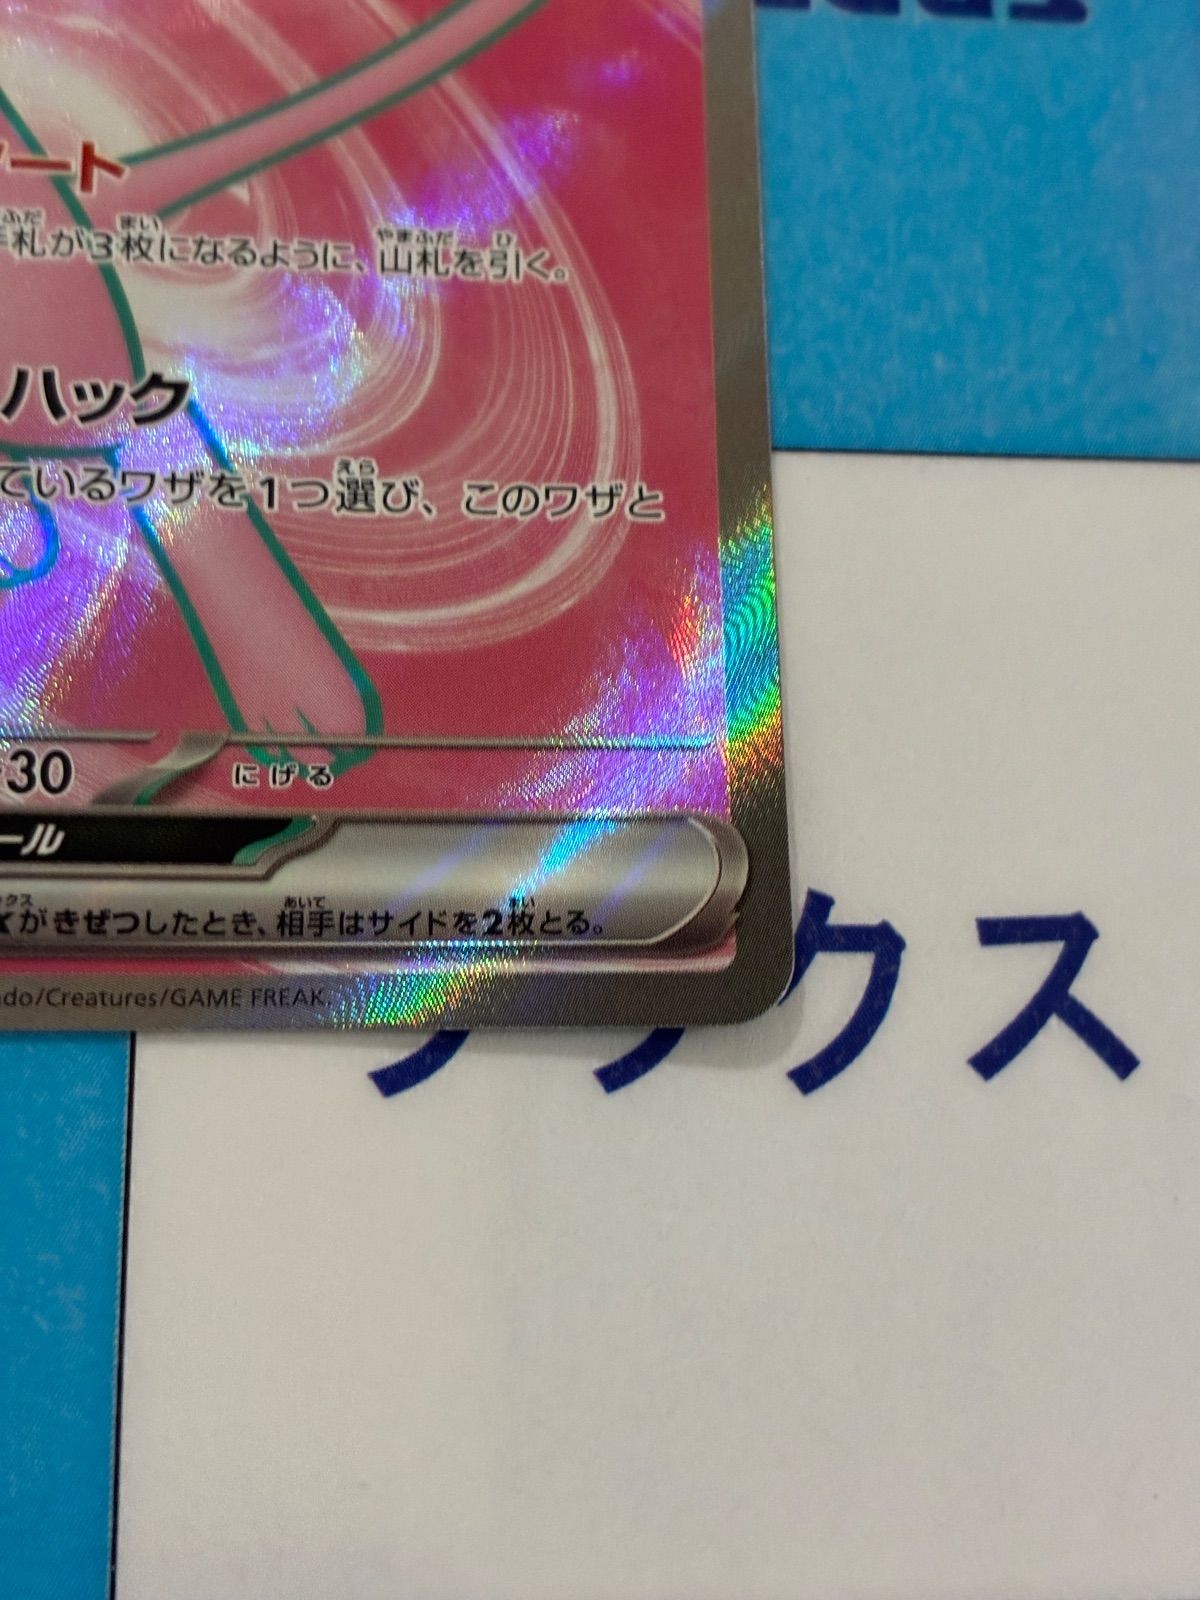 ート
札が3枚になるように、山札を引く。
ハック
ているワザを1つ選び、このワザと
30
にげる
ール
がきぜつしたとき、相手はサイドを2枚とる。
ndo/Creatures/GAME FREAK.
クス